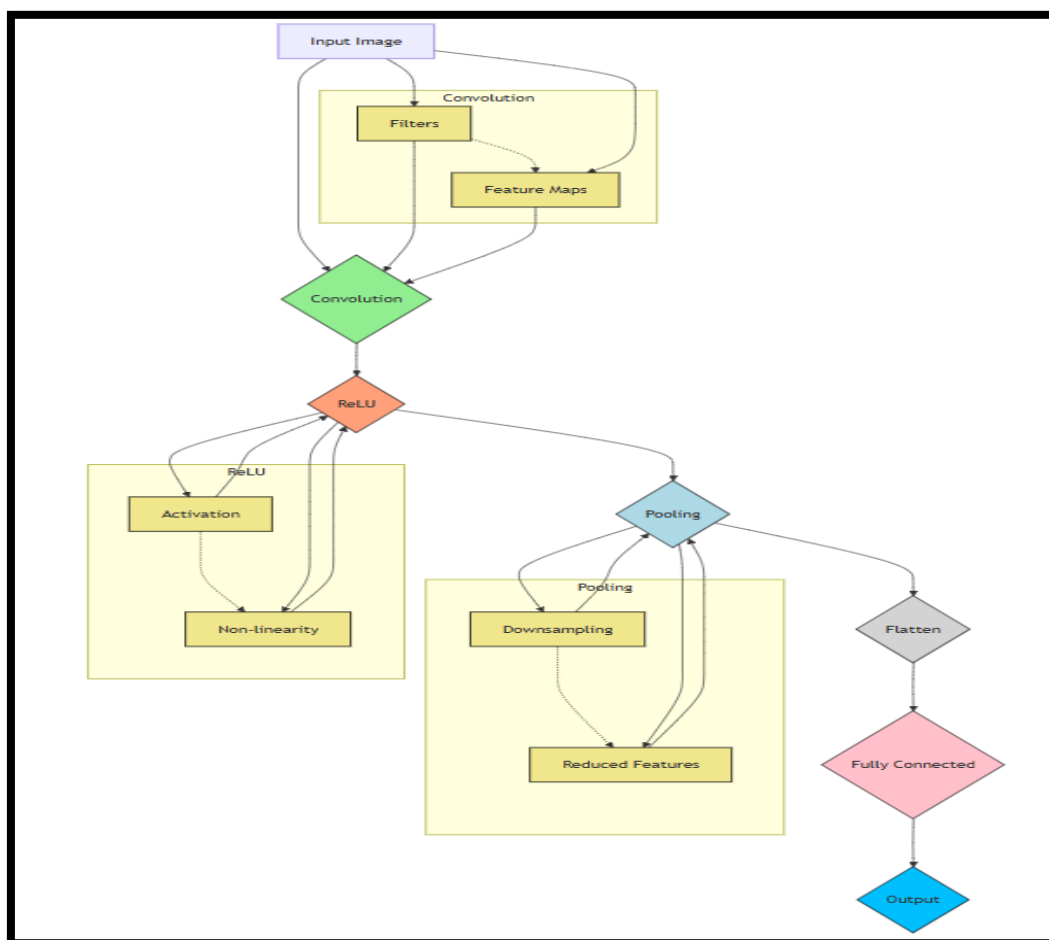 Input Image
Convolution
Filters
Feature Maps
Convolution
ReLU
ReLU
Activation
Non-linearity
Pooling
Pooling
Downsampling
Reduced Features
Flatten
Fully Connected
Output